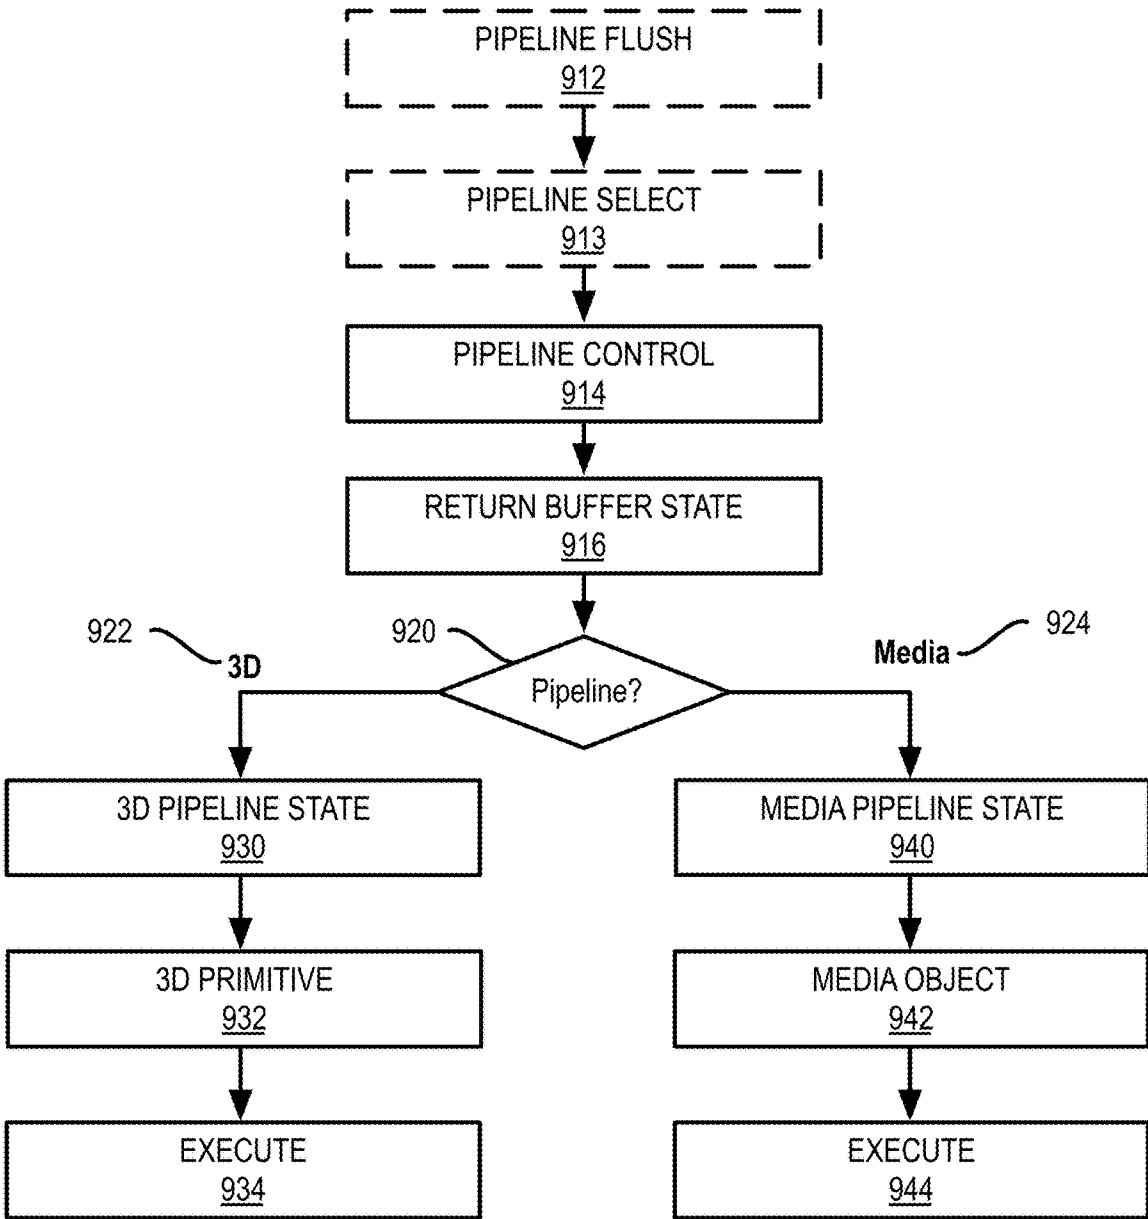 PIPELINE FLUSH
912
PIPELINE SELECT
913
PIPELINE CONTROL
914
RETURN BUFFER STATE
916
922
3D
920
Pipeline?
Media
924
3D PIPELINE STATE
930
MEDIA PIPELINE STATE
940
3D PRIMITIVE
932
MEDIA OBJECT
942
EXECUTE
934
EXECUTE
944